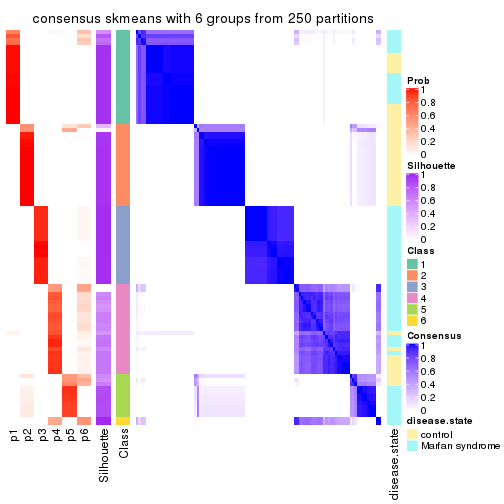 consensus skmeans with 6 groups from 250 partitions
Prob
1
0.8
0.6
0.4
0.2
0
Silhouette
1
0.8
0.6
0.4
0.2
0
Class
1
2
3
4
5
6
Consensus
1
0.8
0.6
0.4
0.2
0
disease.state
control
Marfan syndrome
p1
p2
p3
p4
p5
p6
Silhouette
Class
disease.state